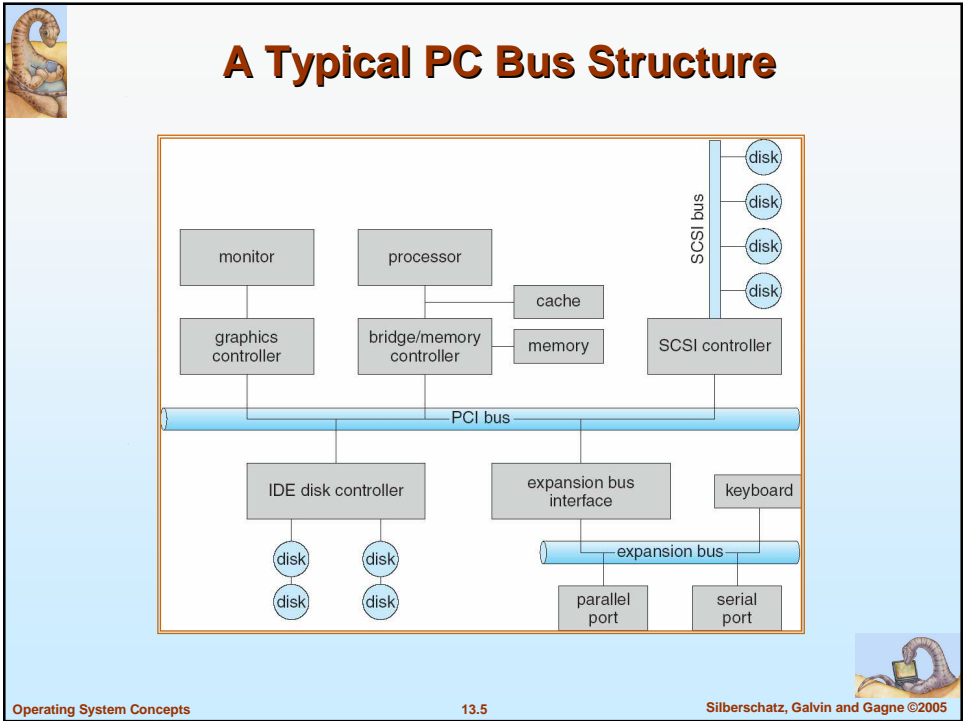 A Typical PC Bus Structure
disk
disk
disk
disk
SCSI bus
monitor
processor
cache
graphics
controller
bridge/memory
controller
memory
SCSI controller
PCI bus
IDE disk controller
expansion bus
interface
keyboard
disk
disk
disk
disk
expansion bus
parallel
port
serial
port
Operating System Concepts
13.5
Silberschatz, Galvin and Gagne ©2005